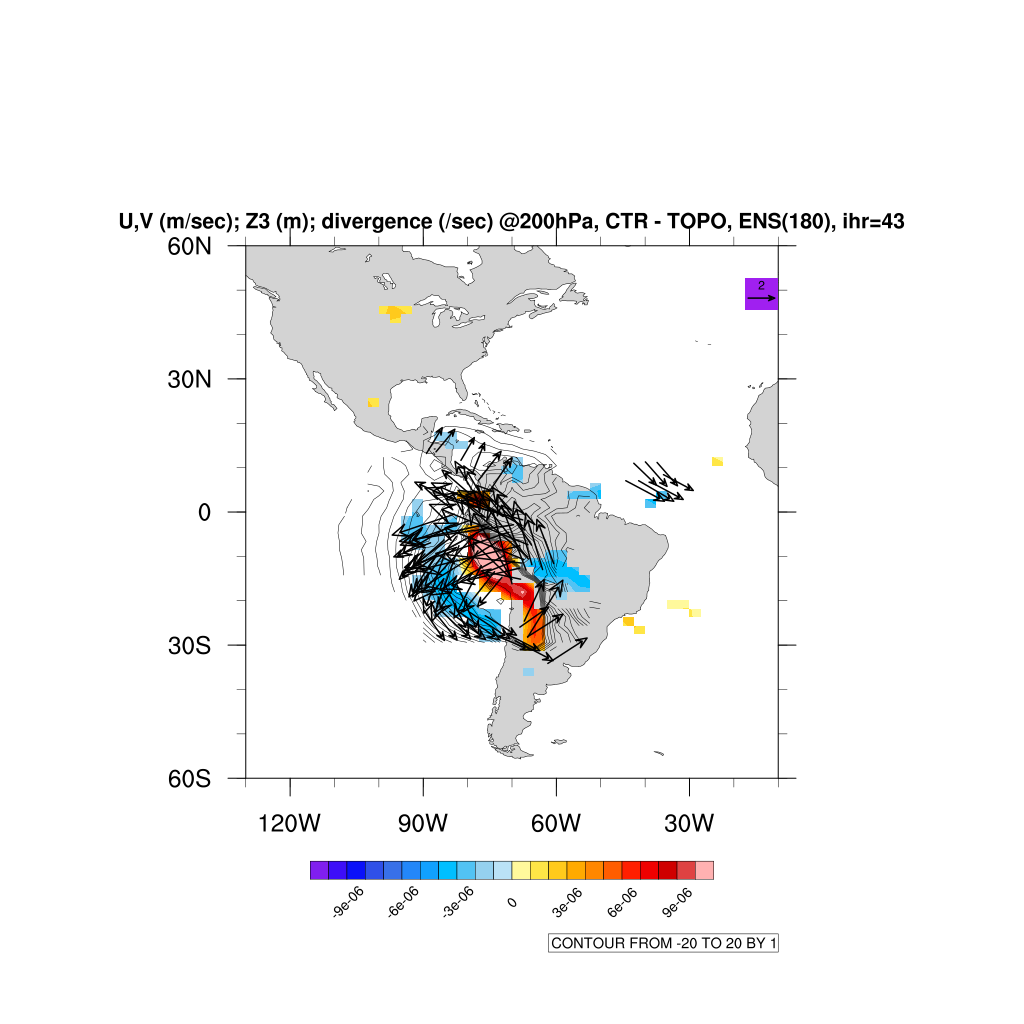 U,V (m/sec); Z3 (m); divergence (/sec) @200hPa, CTR - TOPO, ENS(180), ihr=43
60N
2
30N
0
30S
60S
120W 90W 60W 30W
-9e-06 -6e-06 -3e-06 0 3e-06 6e-06 9e-06
CONTOUR FROM -20 TO 20 BY 1